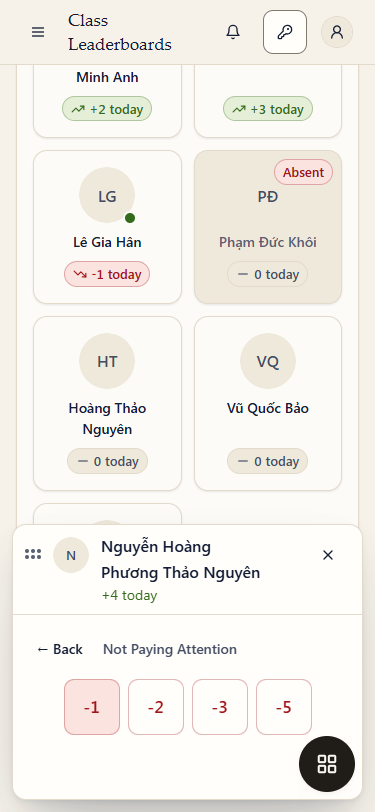 Class
Leaderboards
Minh Anh
+2 today
+3 today
LG
Lê Gia Hân
-1 today
Absent
PĐ
Phạm Đức Khôi
0 today
HT
Hoàng Thảo
Nguyên
0 today
VQ
Vũ Quốc Bảo
0 today
N
Nguyễn Hoàng
Phương Thảo Nguyên
+4 today
← Back
Not Paying Attention
-1
-2
-3
-5